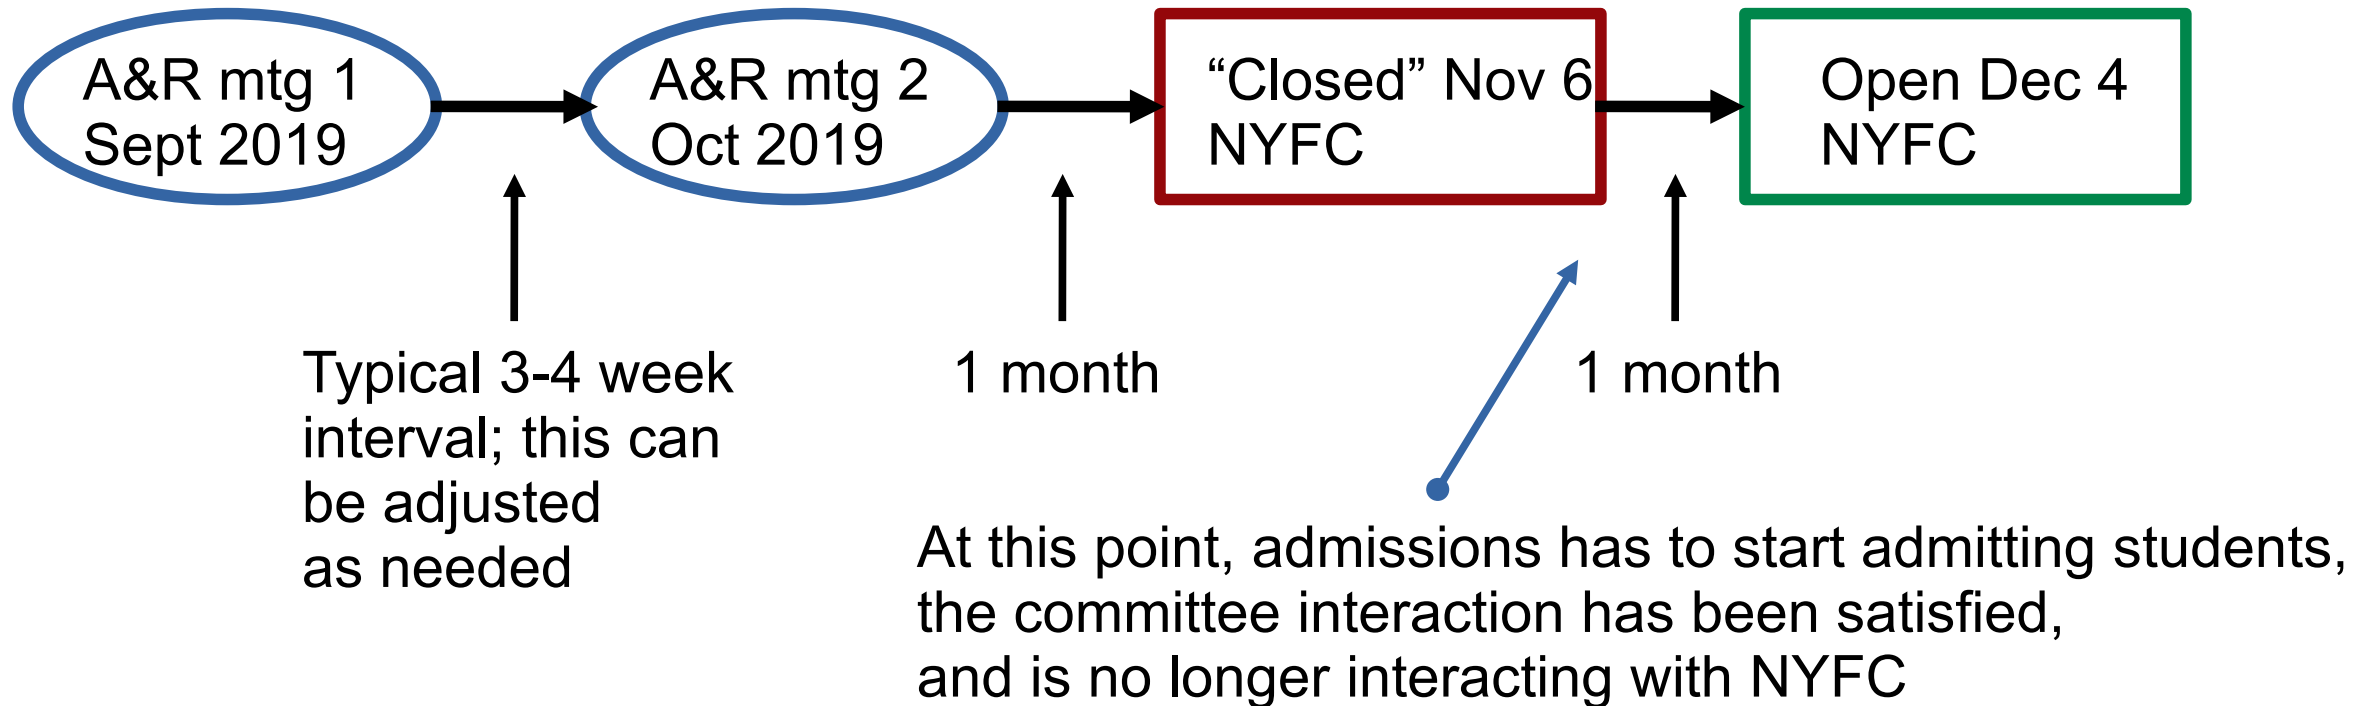 A&R mtg 1
Sept 2019
A&R mtg 2
Oct 2019
“Closed” Nov 6
NYFC
Open Dec 4
NYFC
Typical 3-4 week
interval; this can
be adjusted
as needed
1 month
1 month
At this point, admissions has to start admitting students,
the committee interaction has been satisfied,
and is no longer interacting with NYFC